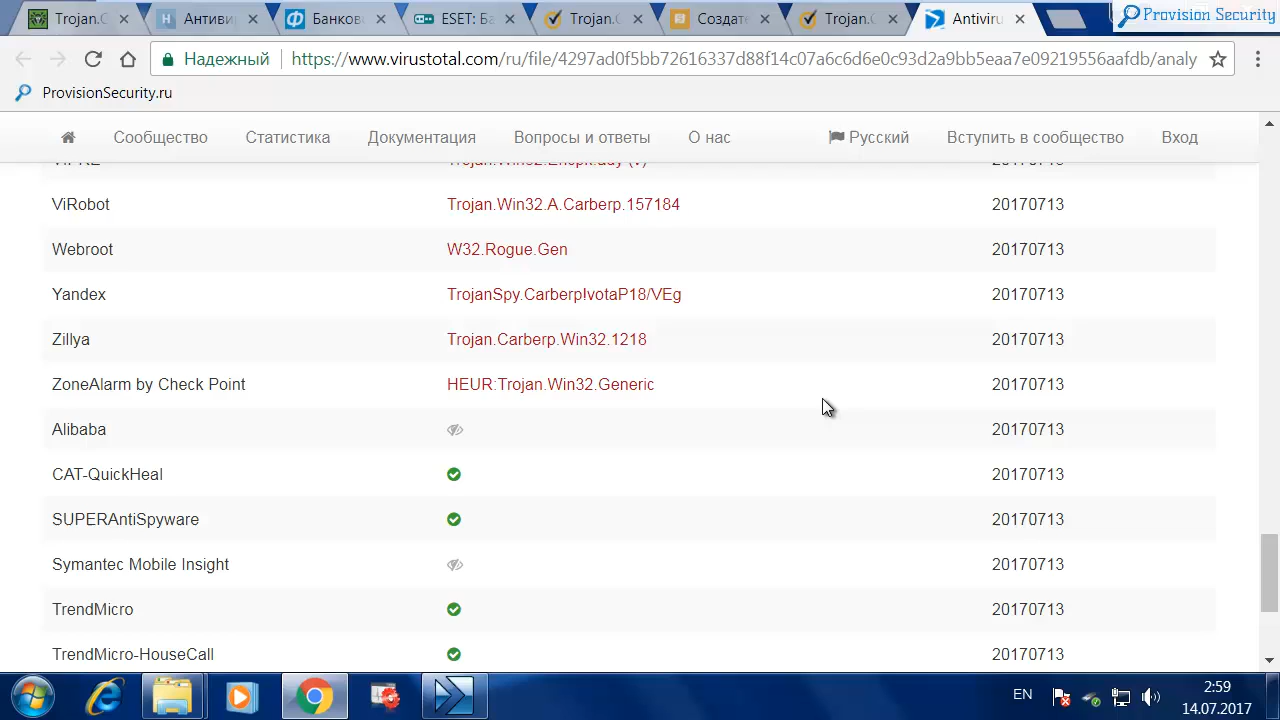 Trojan.C
Антив
Банков
ESET: Ба
Trojan.C
Создате
Trojan.C
Antiviru
Provision Security
Надежный
https://www.virustotal.com/ru/file/4297ad0f5bb72616337d88f14c07a6c6d6e0c93d2a9bb5eaa7e09219556aafdb/analy
ProvisionSecurity.ru
Сообщество Статистика Документация Вопросы и ответы О нас Русский Вступить в сообщество Вход
ViRobot Trojan.Win32.A.Carberp.157184 20170713
Webroot W32.Rogue.Gen 20170713
Yandex TrojanSpy.Carberp!votaP18/VEg 20170713
Zillya Trojan.Carberp.Win32.1218 20170713
ZoneAlarm by Check Point HEUR:Trojan.Win32.Generic 20170713
Alibaba 20170713
CAT-QuickHeal 20170713
SUPERAntiSpyware 20170713
Symantec Mobile Insight 20170713
TrendMicro 20170713
TrendMicro-HouseCall 20170713
EN
2:59
14.07.2017